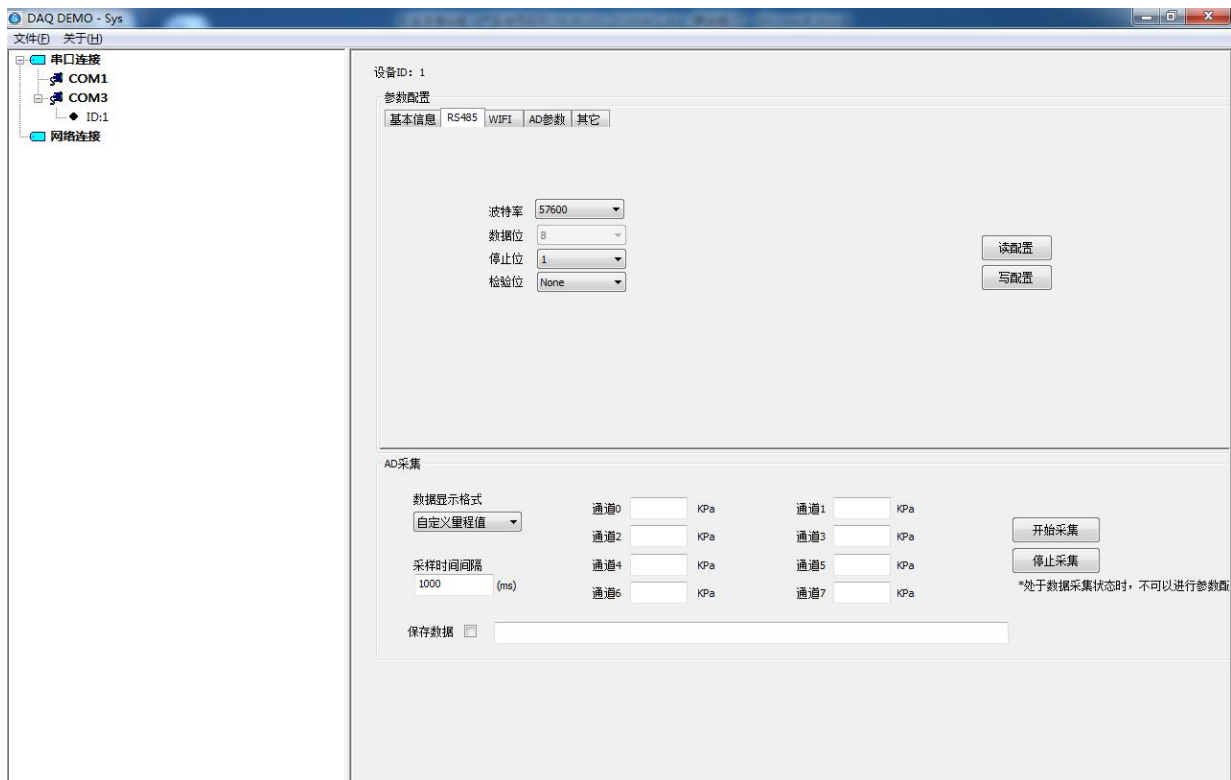 DAQ DEMO - Sys
文件(F) 关于(H)
串口连接
COM1
COM3
ID:1
网络连接
设备ID: 1
参数配置
基本信息 RS485 WIFI AD参数 其它
波特率 57600
数据位 8
停止位 1
检验位 None
读配置
写配置
AD采集
数据显示格式
自定义量程值
采样时间间隔
1000 (ms)
通道0 KPa 通道1 KPa
通道2 KPa 通道3 KPa
通道4 KPa 通道5 KPa
通道6 KPa 通道7 KPa
开始采集
停止采集
*处于数据采集状态时，不可以进行参数配
保存数据